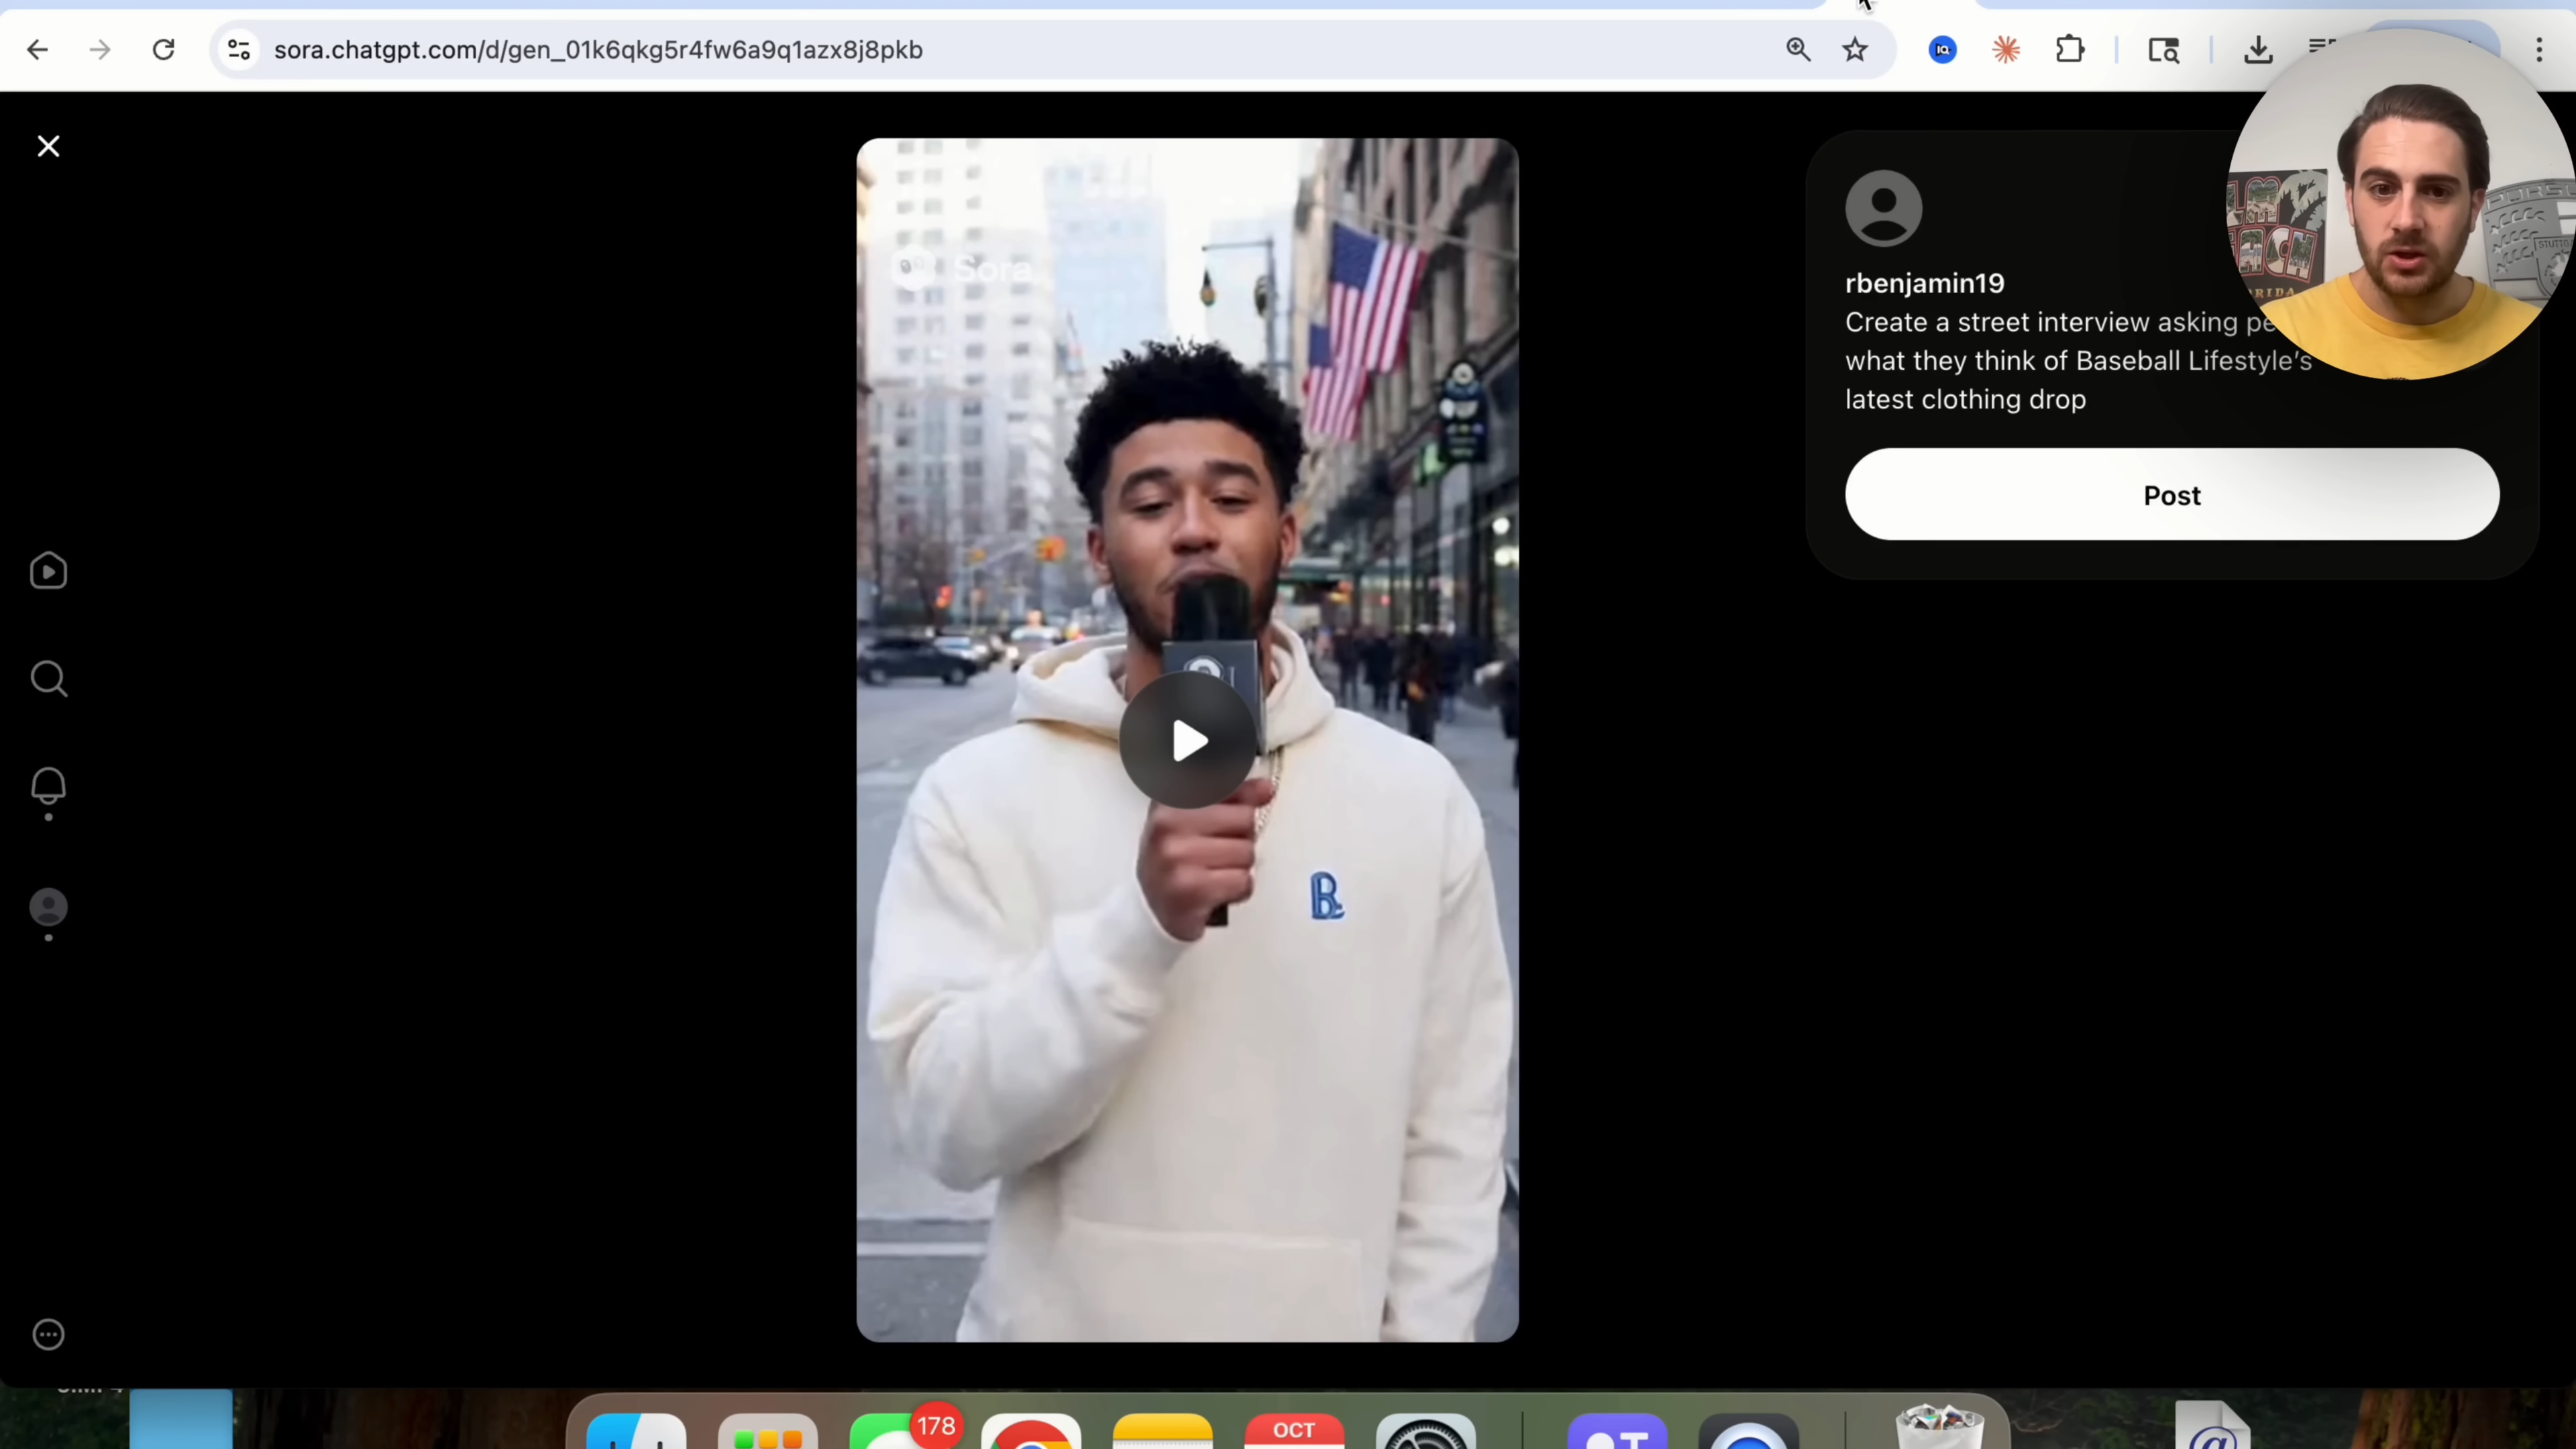 sora.chatgpt.com/d/gen_01k6qkg5r4fw6a9q1azx8j8pkb
Sora
rbenjamin19
Create a street interview asking
what they think of Baseball Lifestyle's
latest clothing drop
Post
B
178
OCT